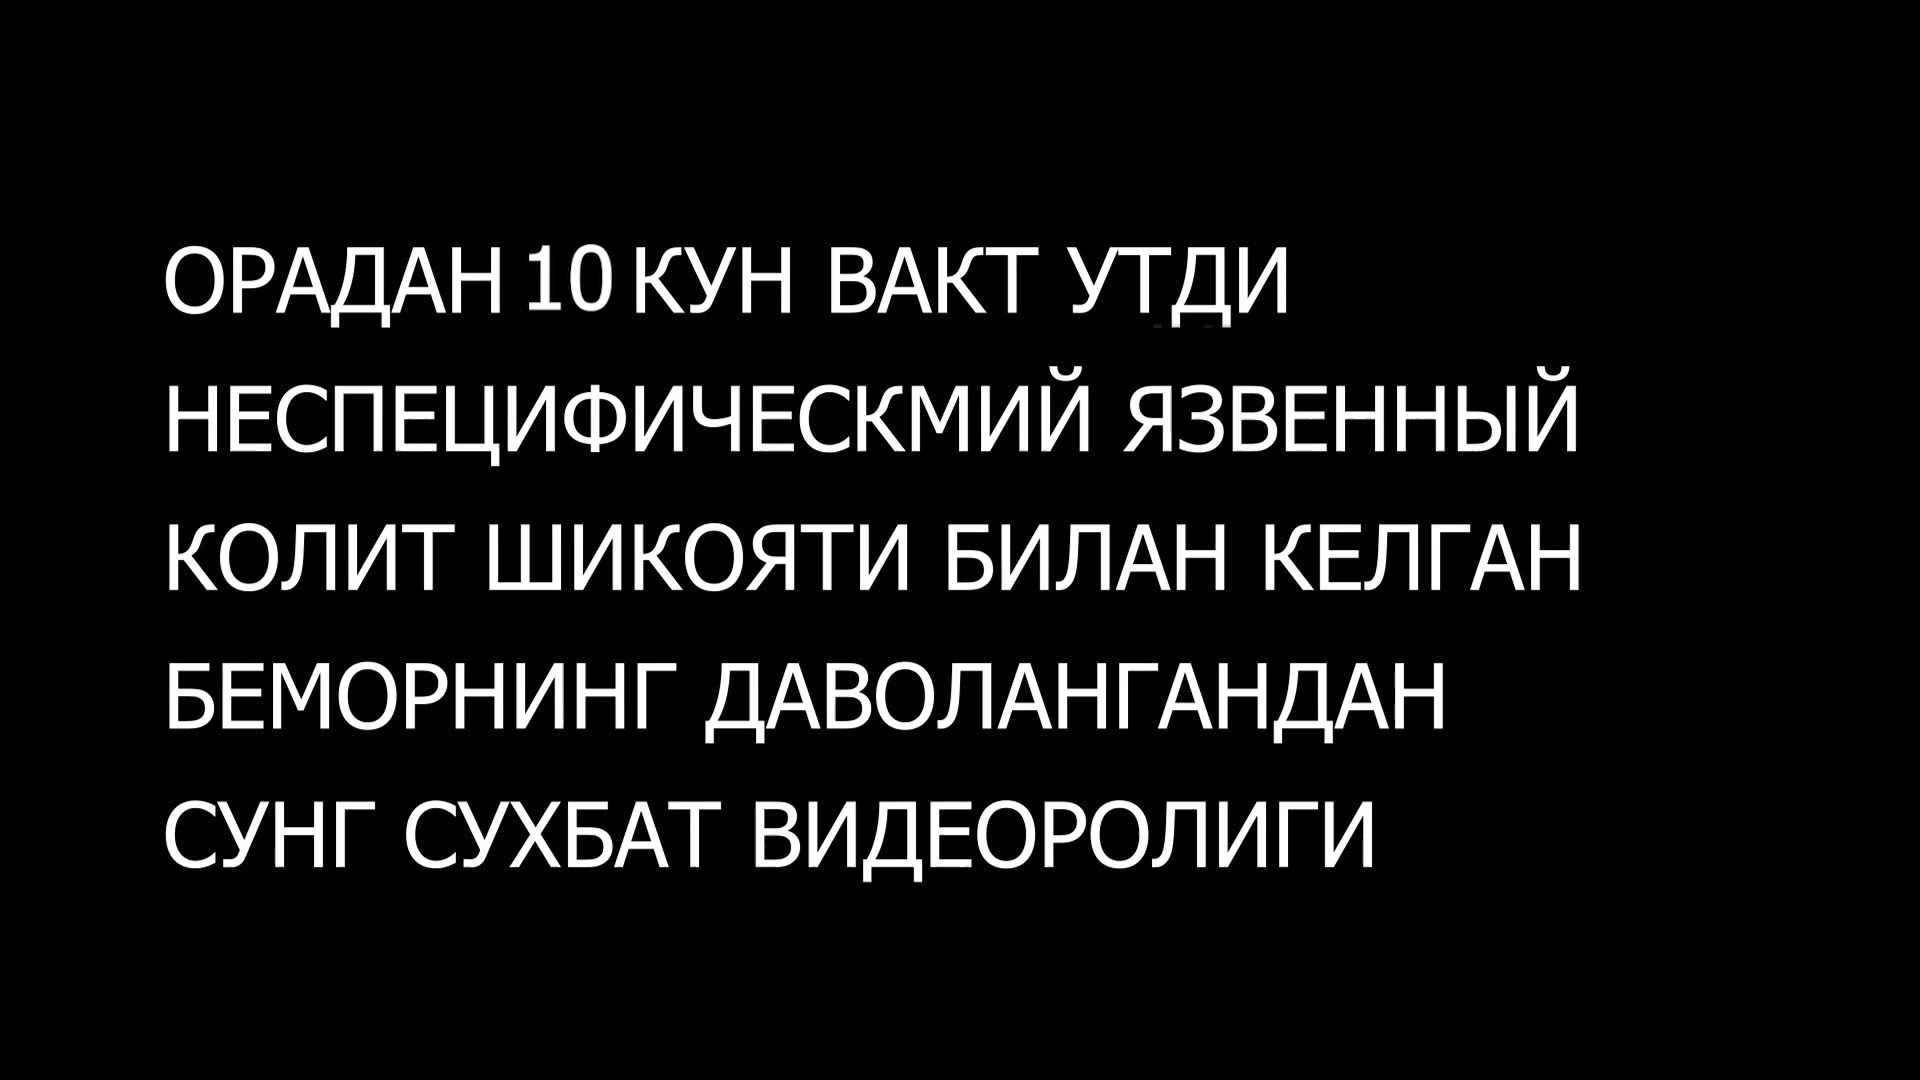 ОРАДАН 10 КУН ВАКТ УТДИ
НЕСПЕЦИФИЧЕСКМИЙ ЯЗВЕННЫЙ
КОЛИТ ШИКОЯТИ БИЛАН КЕЛГАН
БЕМОРНИНГ ДАВОЛАНГАНДАН
СУНГ СУХБАТ ВИДЕОРОЛИГИ